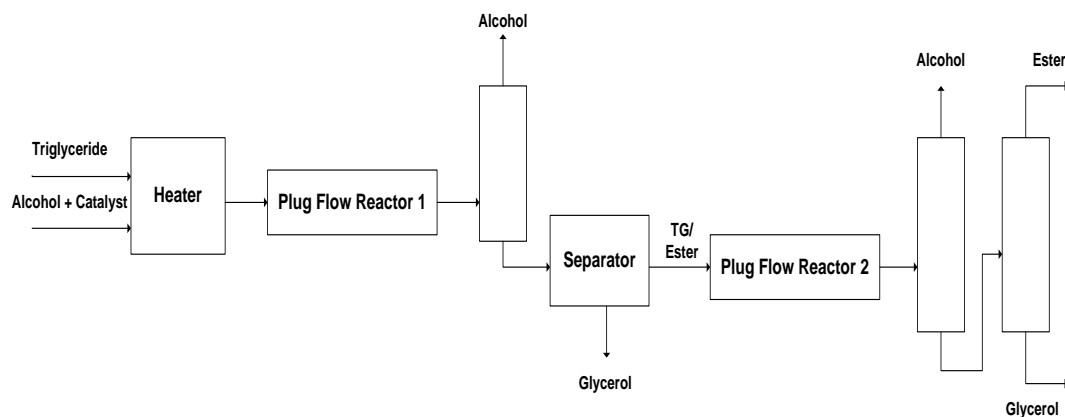 Alcohol
Alcohol
Ester
Triglyceride
Alcohol + Catalyst
Heater
Plug Flow Reactor 1
Separator
TG/
Ester
Plug Flow Reactor 2
Glycerol
Glycerol